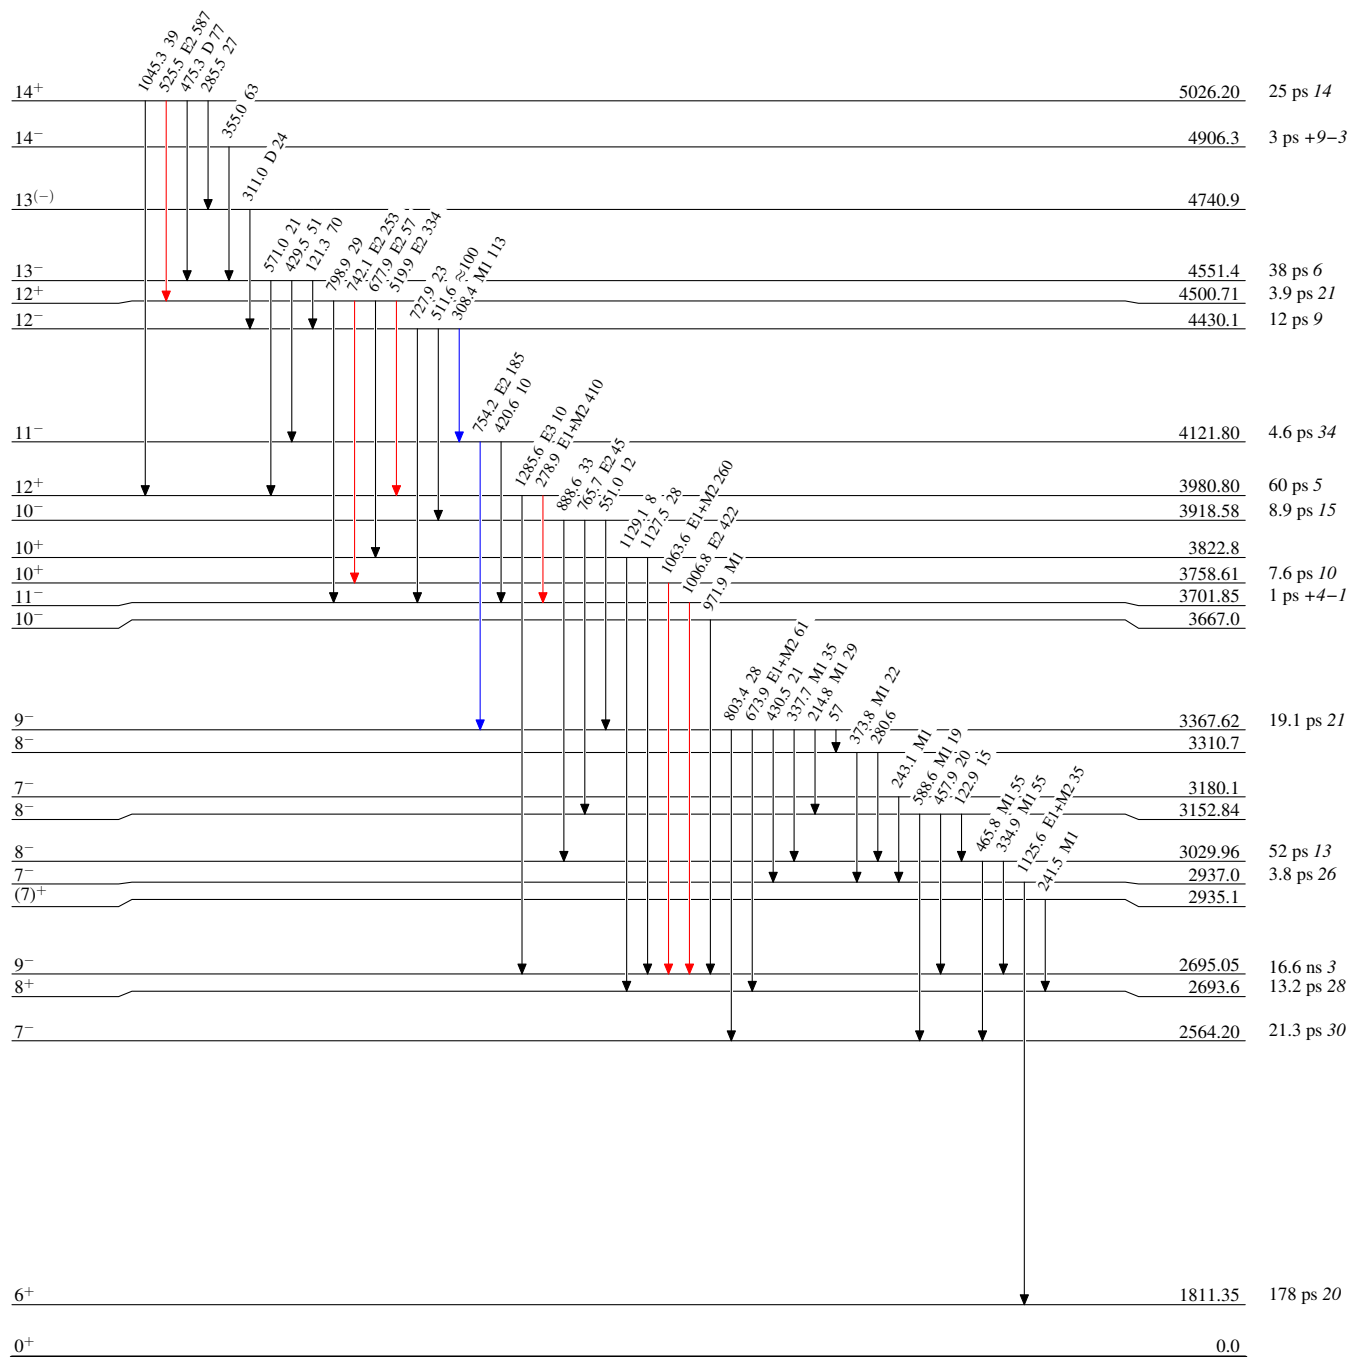 1045.3 39
525.5 E2 587
475.3 D 77
285.5 27
14⁺ 5026.20 25 ps 14
355.0 63
14⁻ 4906.3 3 ps +9−3
311.0 D 24
13⁽⁻⁾ 4740.9
571.0 21
429.5 51
121.3 70
13⁻ 4551.4 38 ps 6
798.9 29
742.1 E2 253
677.9 E2 57
519.9 E2 334
12⁺ 4500.71 3.9 ps 21
727.9 23
511.6 ≈100
308.4 M1 113
12⁻ 4430.1 12 ps 9
754.2 E2 185
420.6 10
11⁻ 4121.80 4.6 ps 34
1285.6 E3 10
278.9 E1+M2 410
12⁺ 3980.80 60 ps 5
888.6 33
765.7 E2 45
551.0 12
10⁻ 3918.58 8.9 ps 15
1129.1 8
1127.5 28
10⁺ 3822.8
1063.6 E1+M2 260
10⁺ 3758.61 7.6 ps 10
1006.8 E2 422
11⁻ 3701.85 1 ps +4−1
971.9 M1
10⁻ 3667.0
803.4 28
673.9 E1+M2 61
430.5 21
337.7 M1 35
214.8 M1 29
57
9⁻ 3367.62 19.1 ps 21
373.8 M1 22
280.6
8⁻ 3310.7
243.1 M1
7⁻ 3180.1
588.6 M1 19
457.9 20
122.9 15
8⁻ 3152.84
465.8 M1 55
334.9 M1 55
8⁻ 3029.96 52 ps 13
1125.6 E1+M2 35
7⁻ 2937.0 3.8 ps 26
241.5 M1
(7)⁺ 2935.1
9⁻ 2695.05 16.6 ns 3
8⁺ 2693.6 13.2 ps 28
7⁻ 2564.20 21.3 ps 30
6⁺ 1811.35 178 ps 20
0⁺ 0.0